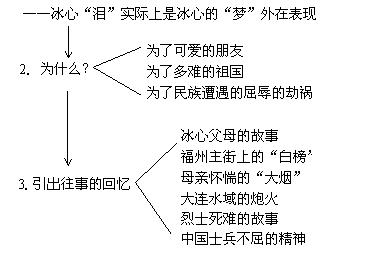 ——冰心“泪”实际上是冰心的“梦”外在表现
为了可爱的朋友
2. 为什么？
为了多难的祖国
为了民族遭遇的屈辱的劫祸
冰心父母的故事
福州主街上的“白榜’
3. 引出往事的回忆
母亲怀惴的“大烟”
大连水域的炮火
烈士死难的故事
中国士兵不屈的精神